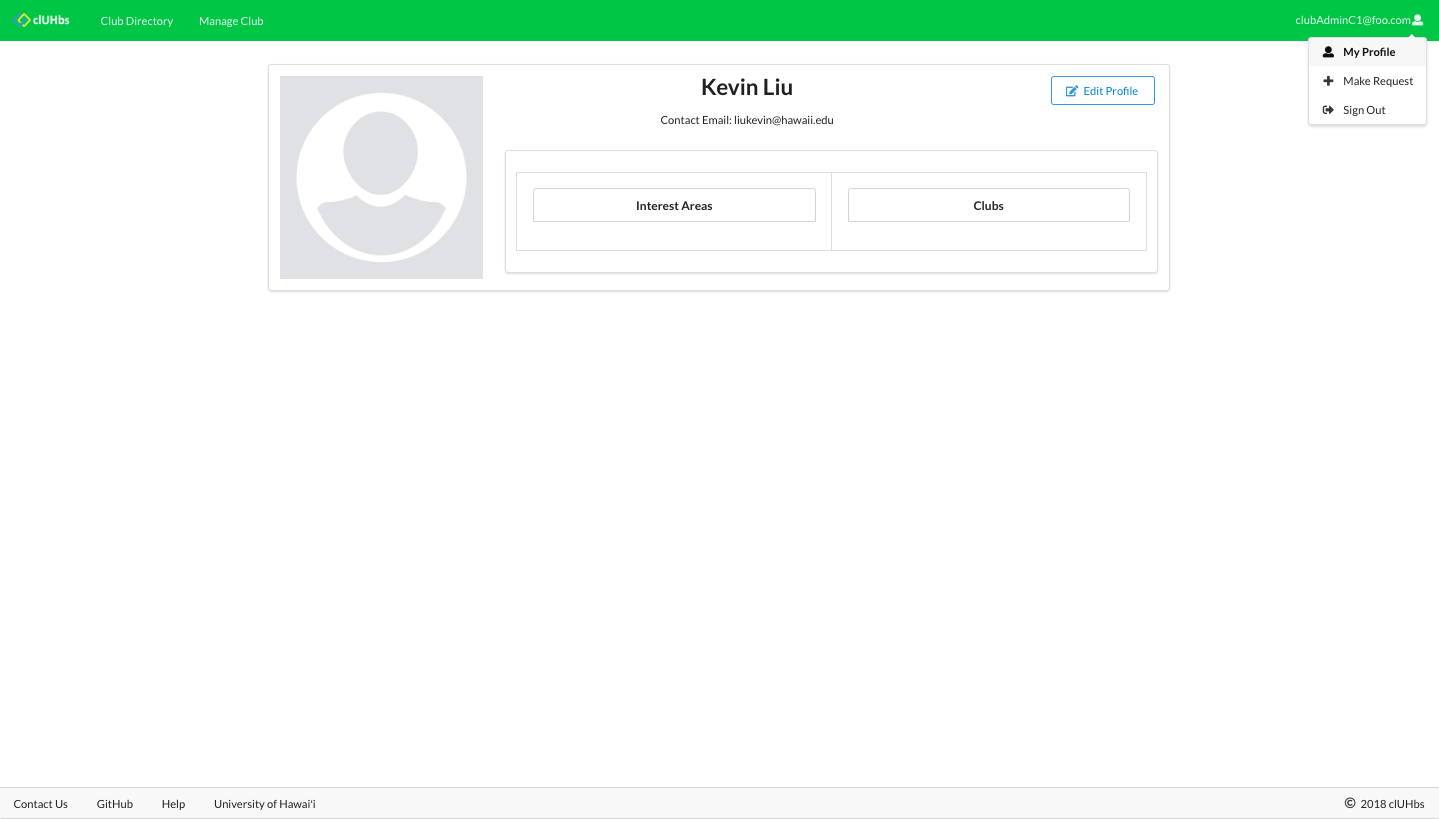 clUHbs Club Directory Manage Club clubAdminC1@foo.com
My Profile
Make Request
Sign Out
Kevin Liu
Edit Profile
Contact Email: liukevin@hawaii.edu
Interest Areas Clubs
Contact Us GitHub Help University of Hawai'i © 2018 clUHbs